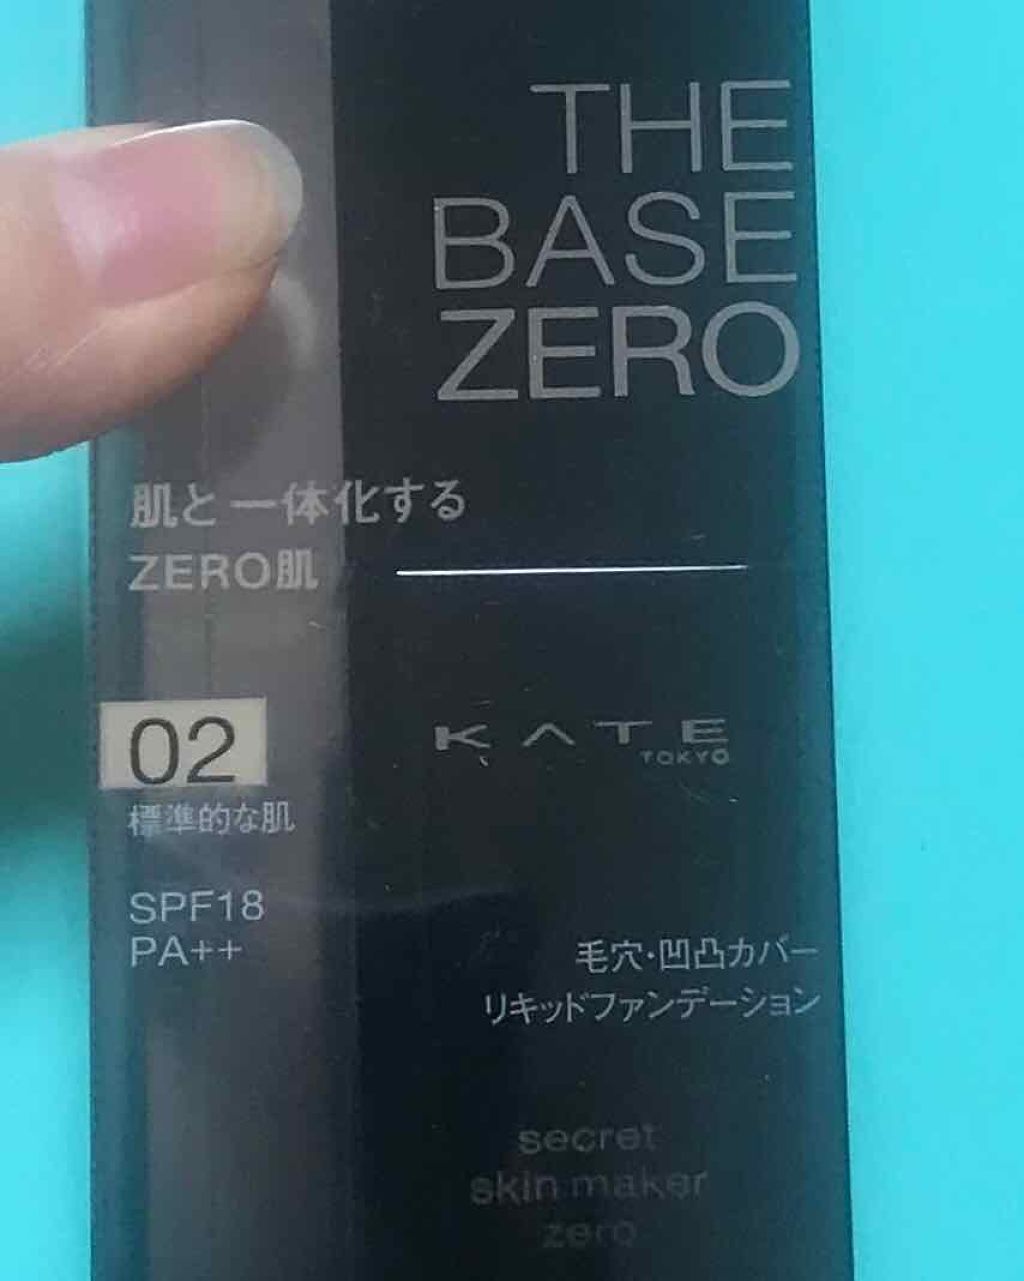 THE
BASE
ZERO
肌と一体化する
ZERO肌
KATE
TOKYO
02
標準的な肌
SPF18
PA++
毛穴・凹凸カバー
リキッドファンデーション
secret
skin maker
zero